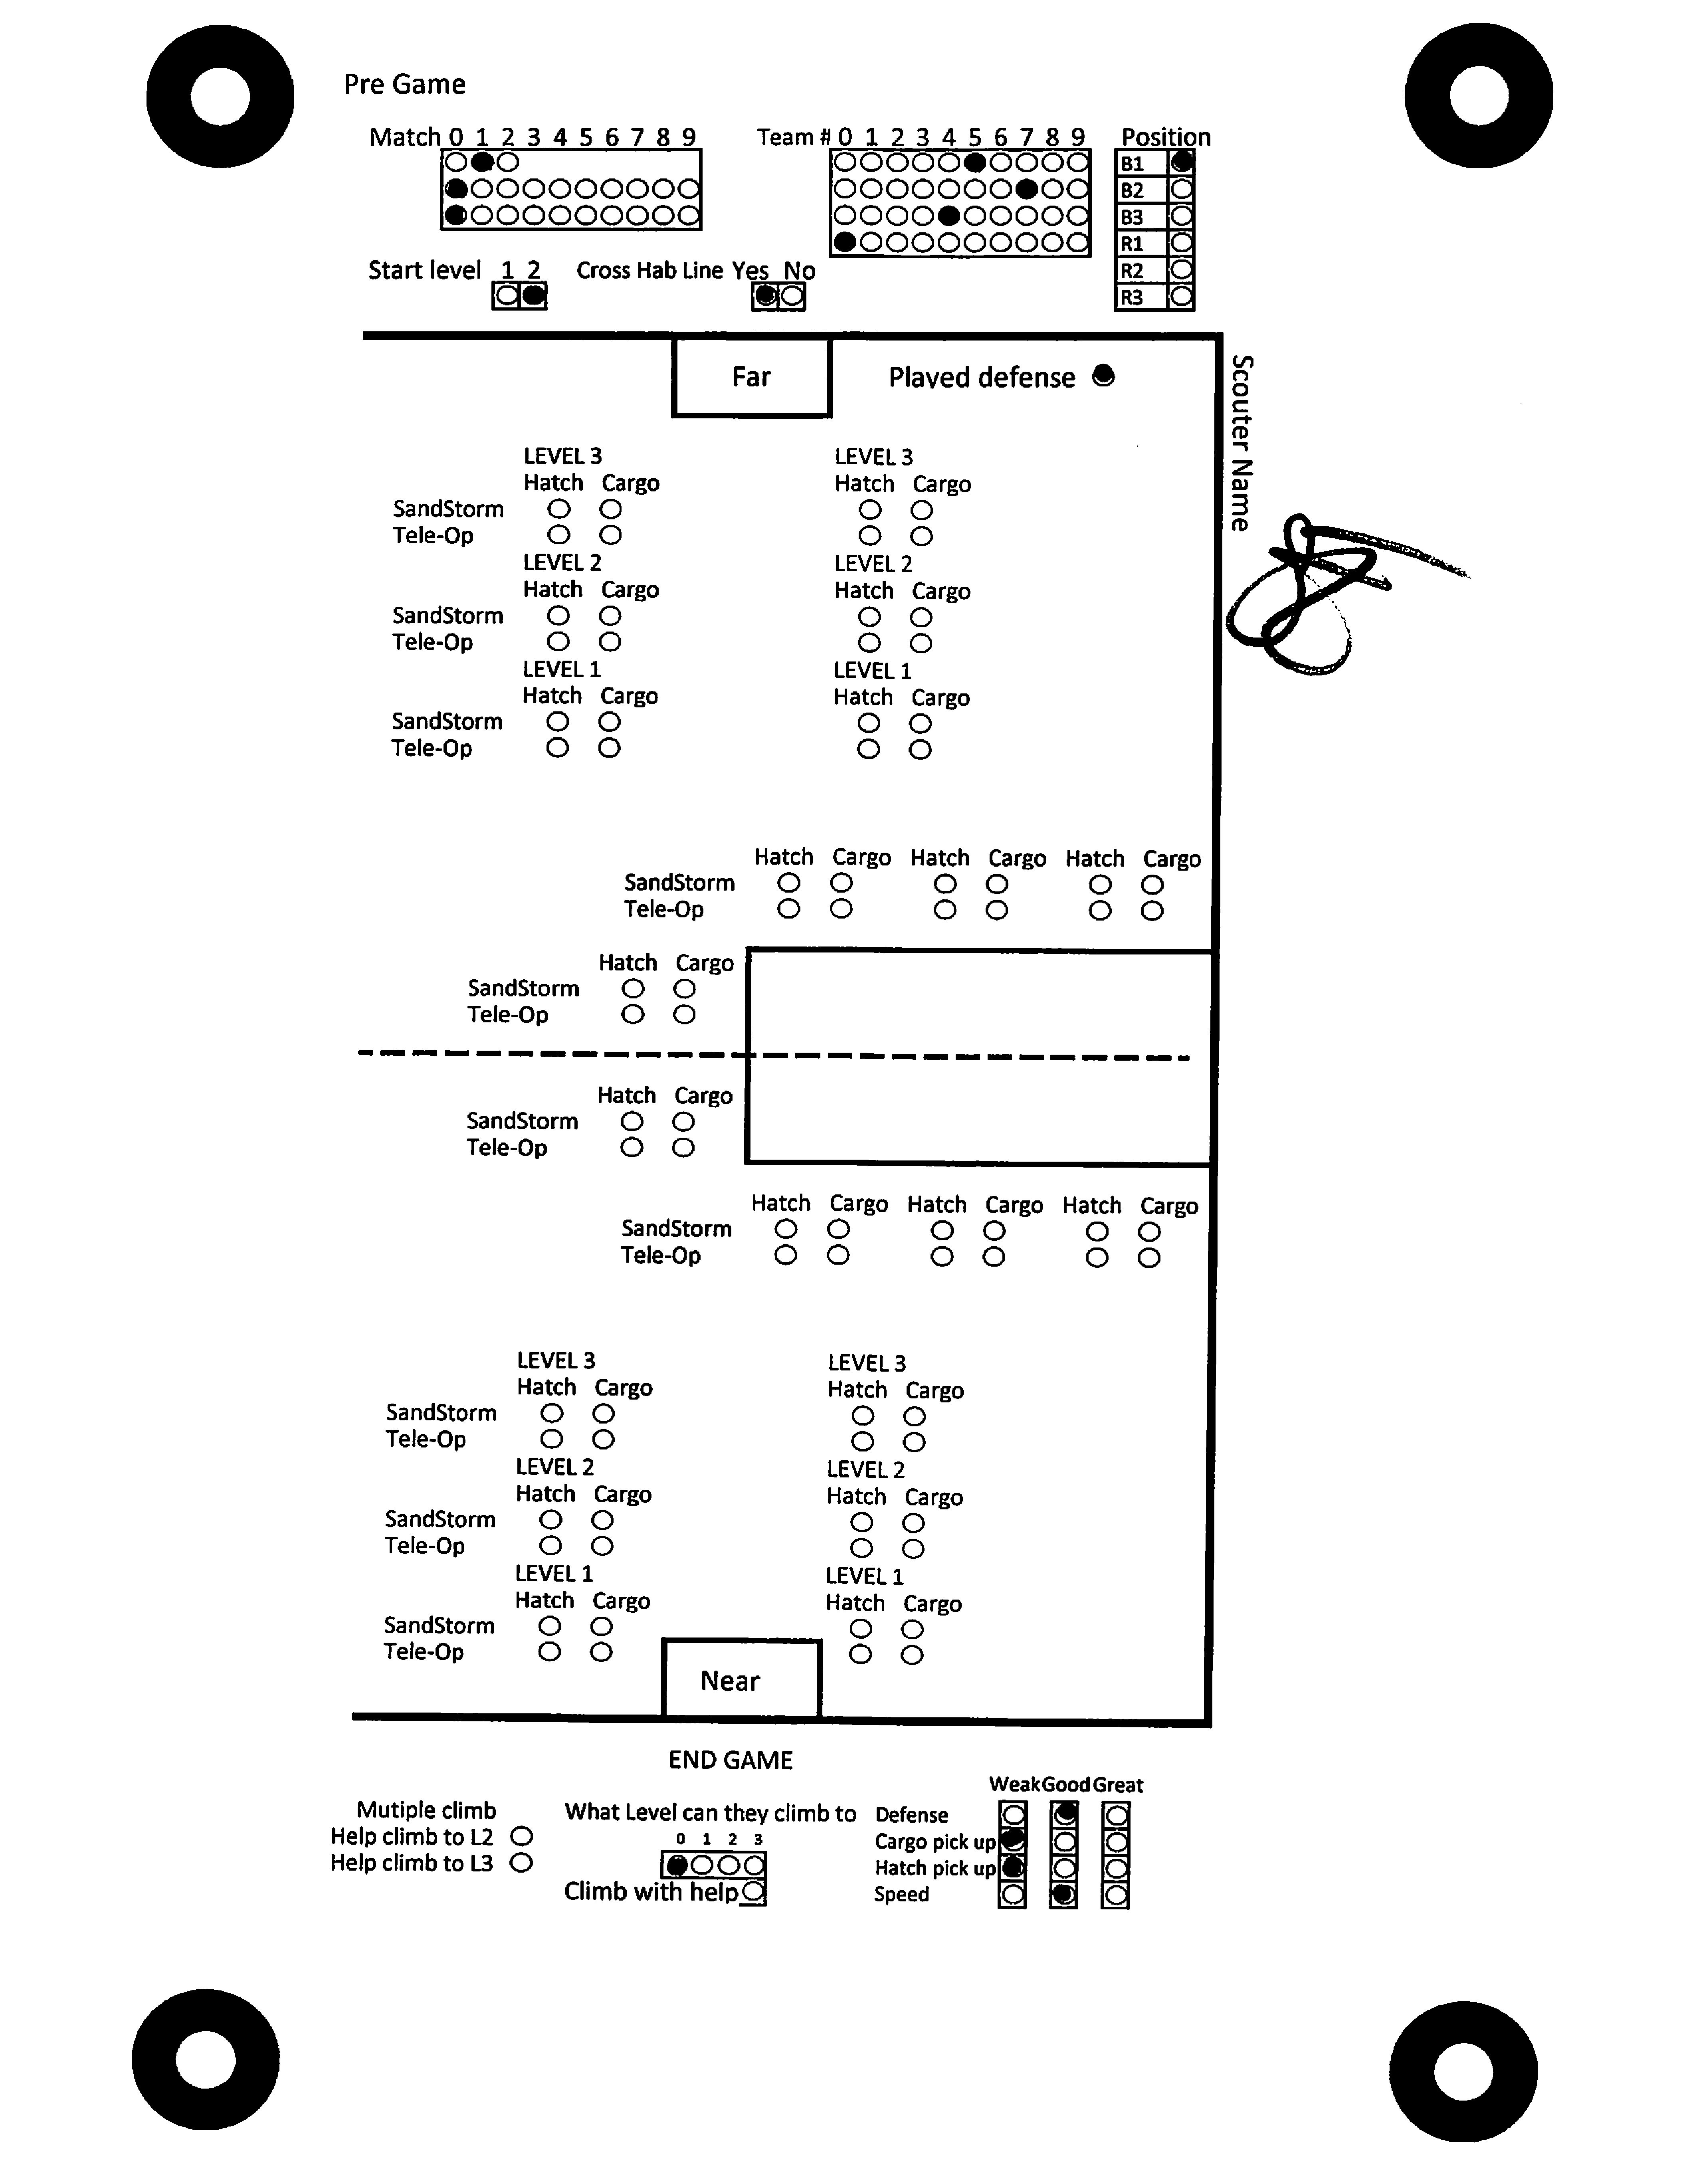 Pre Game
Match 0 1 2 3 4 5 6 7 8 9
Team # 0 1 2 3 4 5 6 7 8 9
Position
B1
B2
B3
R1
R2
R3
Start level 1 2
Cross Hab Line Yes No
Far
Plaved defense
Scouter Name
LEVEL 3 LEVEL 3
Hatch Cargo Hatch Cargo
SandStorm
Tele-Op
LEVEL 2 LEVEL 2
Hatch Cargo Hatch Cargo
SandStorm
Tele-Op
LEVEL 1 LEVEL 1
Hatch Cargo Hatch Cargo
SandStorm
Tele-Op
Hatch Cargo Hatch Cargo Hatch Cargo
SandStorm
Tele-Op
Hatch Cargo
SandStorm
Tele-Op
Hatch Cargo
SandStorm
Tele-Op
Hatch Cargo Hatch Cargo Hatch Cargo
SandStorm
Tele-Op
LEVEL 3 LEVEL 3
Hatch Cargo Hatch Cargo
SandStorm
Tele-Op
LEVEL 2 LEVEL 2
Hatch Cargo Hatch Cargo
SandStorm
Tele-Op
LEVEL 1 LEVEL 1
Hatch Cargo Hatch Cargo
SandStorm
Tele-Op
Near
END GAME
Mutiple climb
Help climb to L2
Help climb to L3
What Level can they climb to
0 1 2 3
Climb with help
Weak Good Great
Defense
Cargo pick up
Hatch pick up
Speed